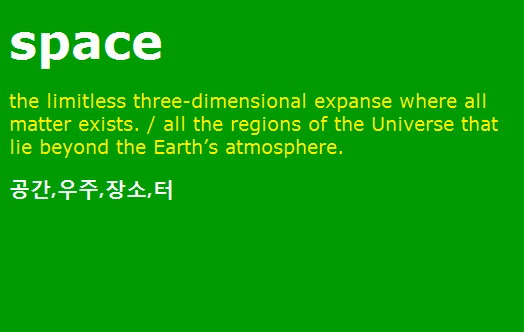 space
the limitless three-dimensional expanse where all
matter exists. / all the regions of the Universe that
lie beyond the Earth’s atmosphere.
공간,우주,장소,터